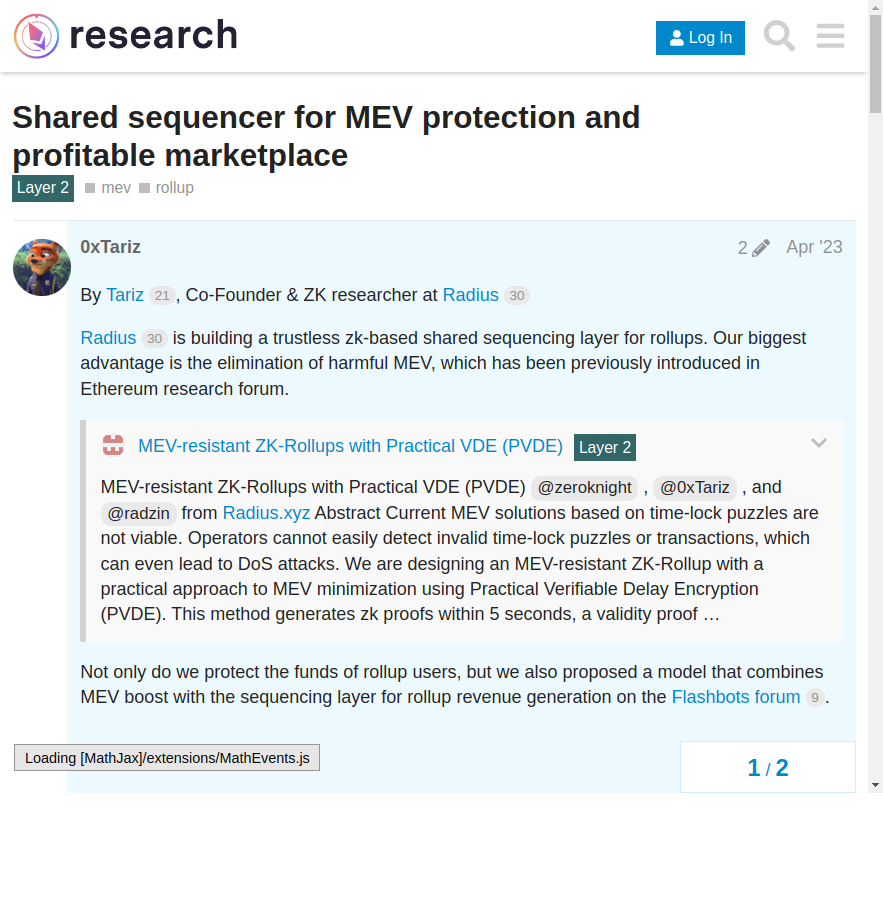 research
Log In
Shared sequencer for MEV protection and
profitable marketplace
Layer 2 mev rollup
0xTariz 2 Apr '23
By Tariz 21 , Co-Founder & ZK researcher at Radius 30
Radius 30 is building a trustless zk-based shared sequencing layer for rollups. Our biggest
advantage is the elimination of harmful MEV, which has been previously introduced in
Ethereum research forum.
MEV-resistant ZK-Rollups with Practical VDE (PVDE) Layer 2
MEV-resistant ZK-Rollups with Practical VDE (PVDE) @zeroknight , @0xTariz , and
@radzin from Radius.xyz Abstract Current MEV solutions based on time-lock puzzles are
not viable. Operators cannot easily detect invalid time-lock puzzles or transactions, which
can even lead to DoS attacks. We are designing an MEV-resistant ZK-Rollup with a
practical approach to MEV minimization using Practical Verifiable Delay Encryption
(PVDE). This method generates zk proofs within 5 seconds, a validity proof …
Not only do we protect the funds of rollup users, but we also proposed a model that combines
MEV boost with the sequencing layer for rollup revenue generation on the Flashbots forum 9 .
Loading [MathJax]/extensions/MathEvents.js
1 / 2